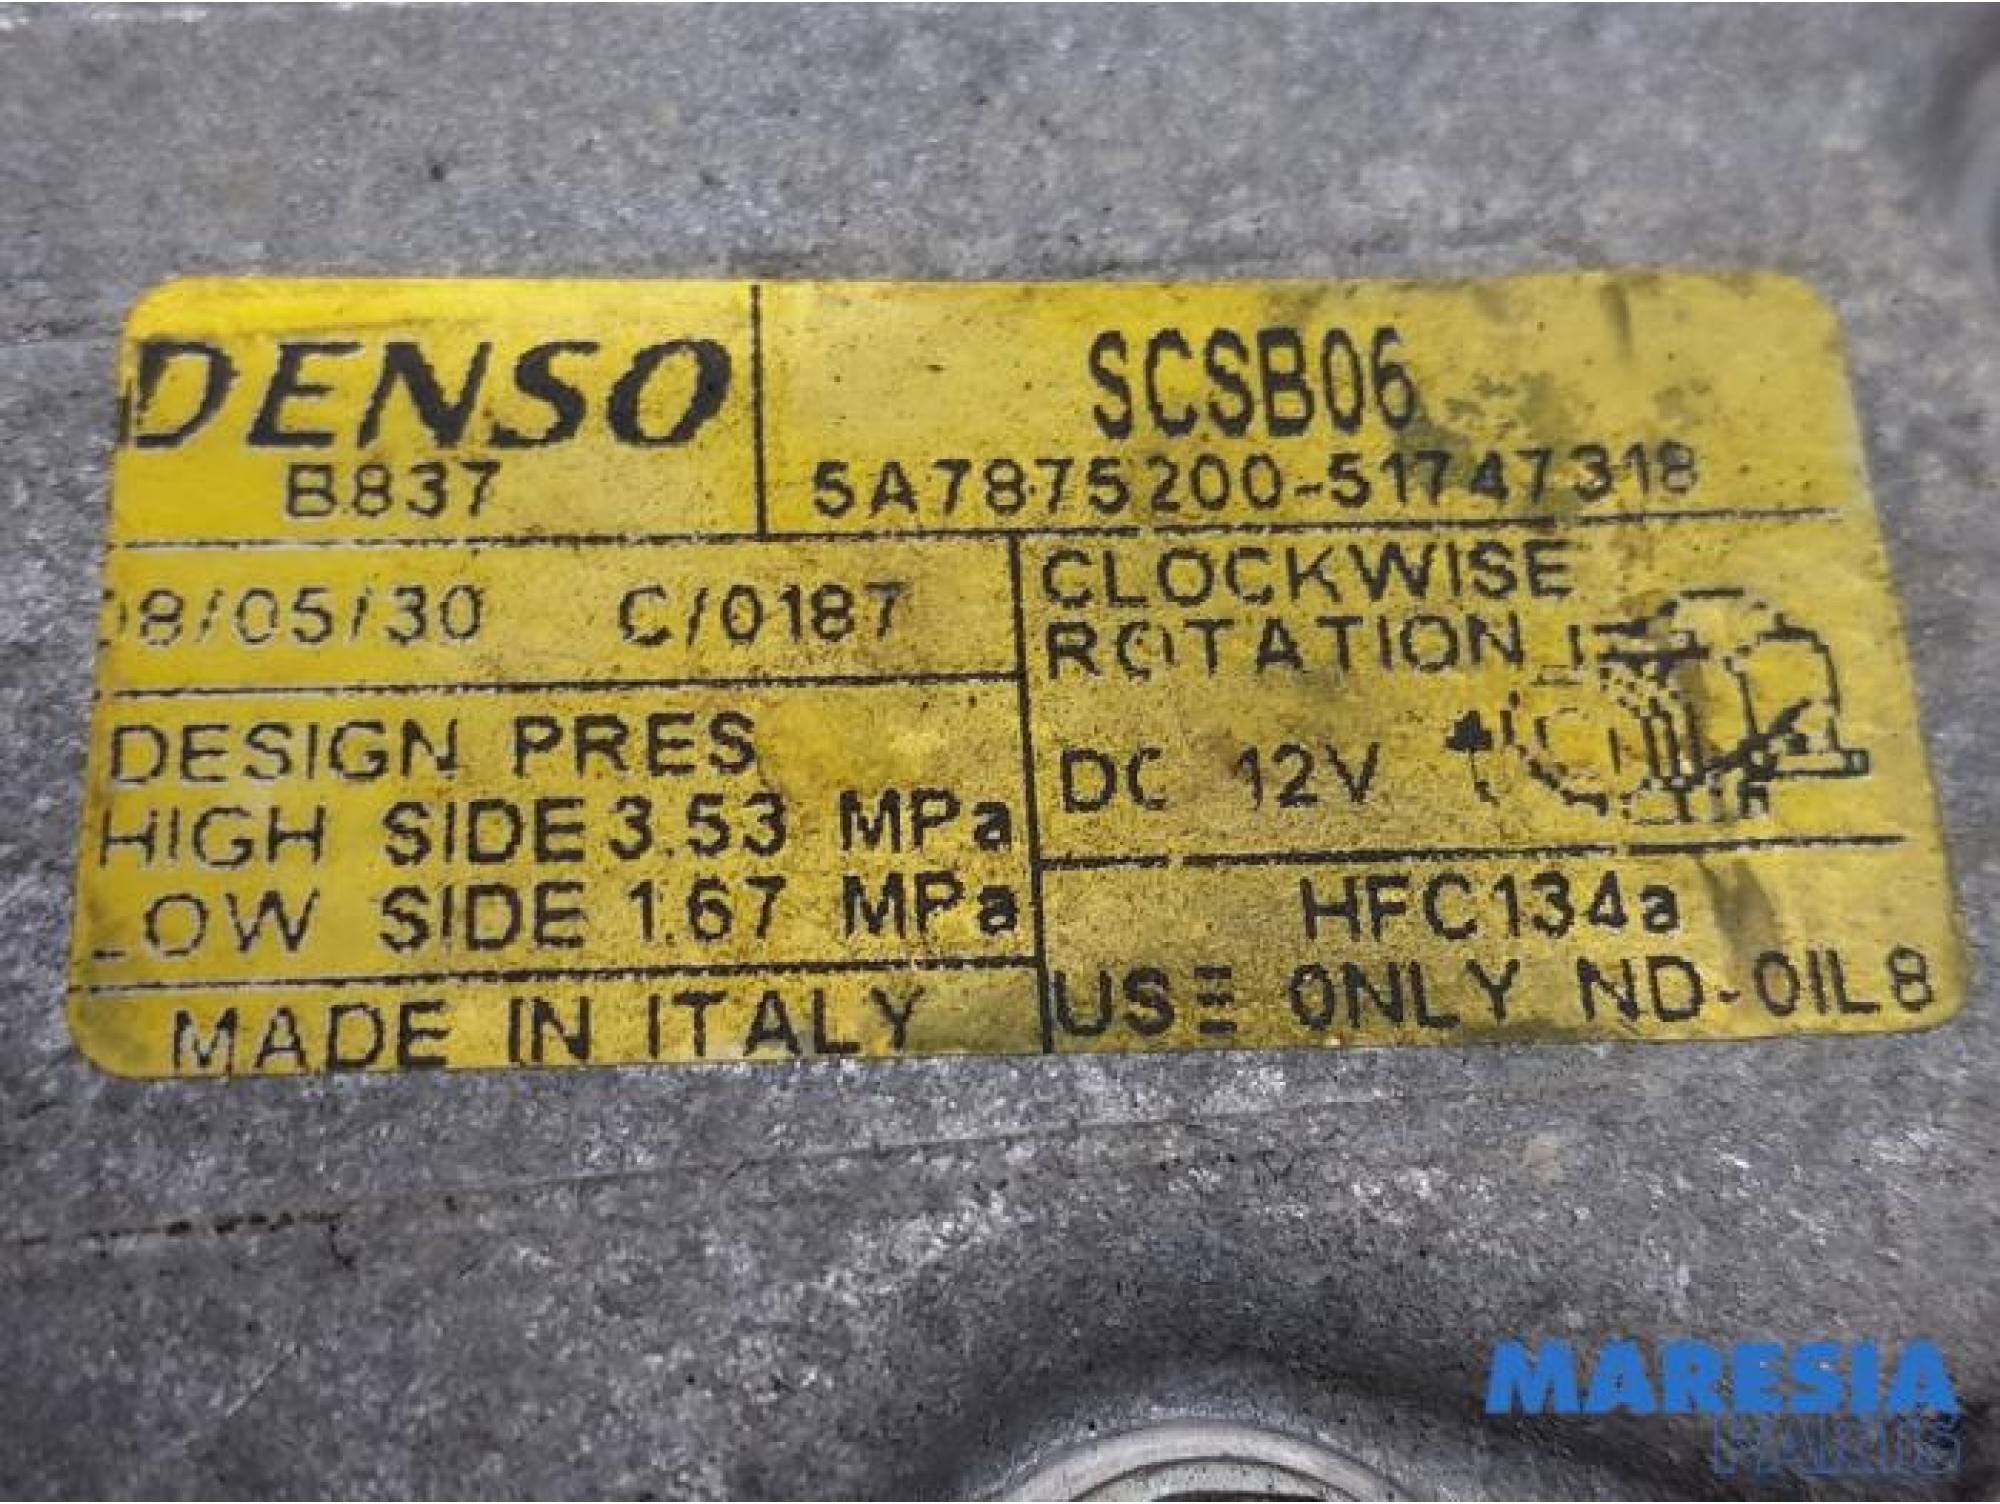 DENSO
B837
SCSB06
5A7875200-51747318
08/05/30 C/0187
CLOCKWISE
ROTATION
DC 12V
DESIGN PRES
HIGH SIDE 3.53 MPa
LOW SIDE 1.67 MPa
HFC134a
USE ONLY ND-OIL8
MADE IN ITALY
MARESIA
PARTS